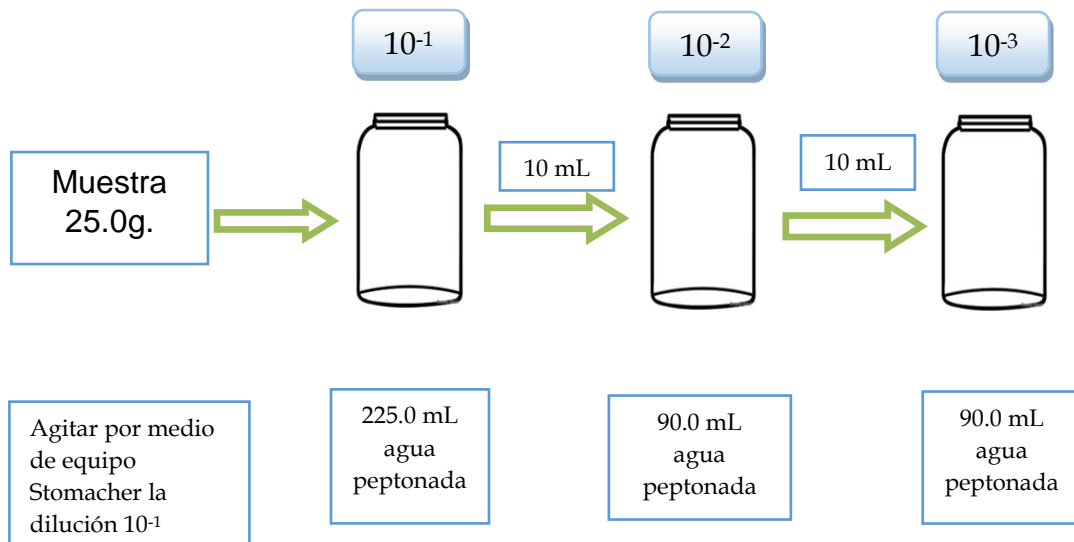 10⁻¹
10⁻²
10⁻³
Muestra
25.0g.
10 mL
10 mL
Agitar por medio
de equipo
Stomacher la
dilución 10⁻¹
225.0 mL
agua
peptonada
90.0 mL
agua
peptonada
90.0 mL
agua
peptonada